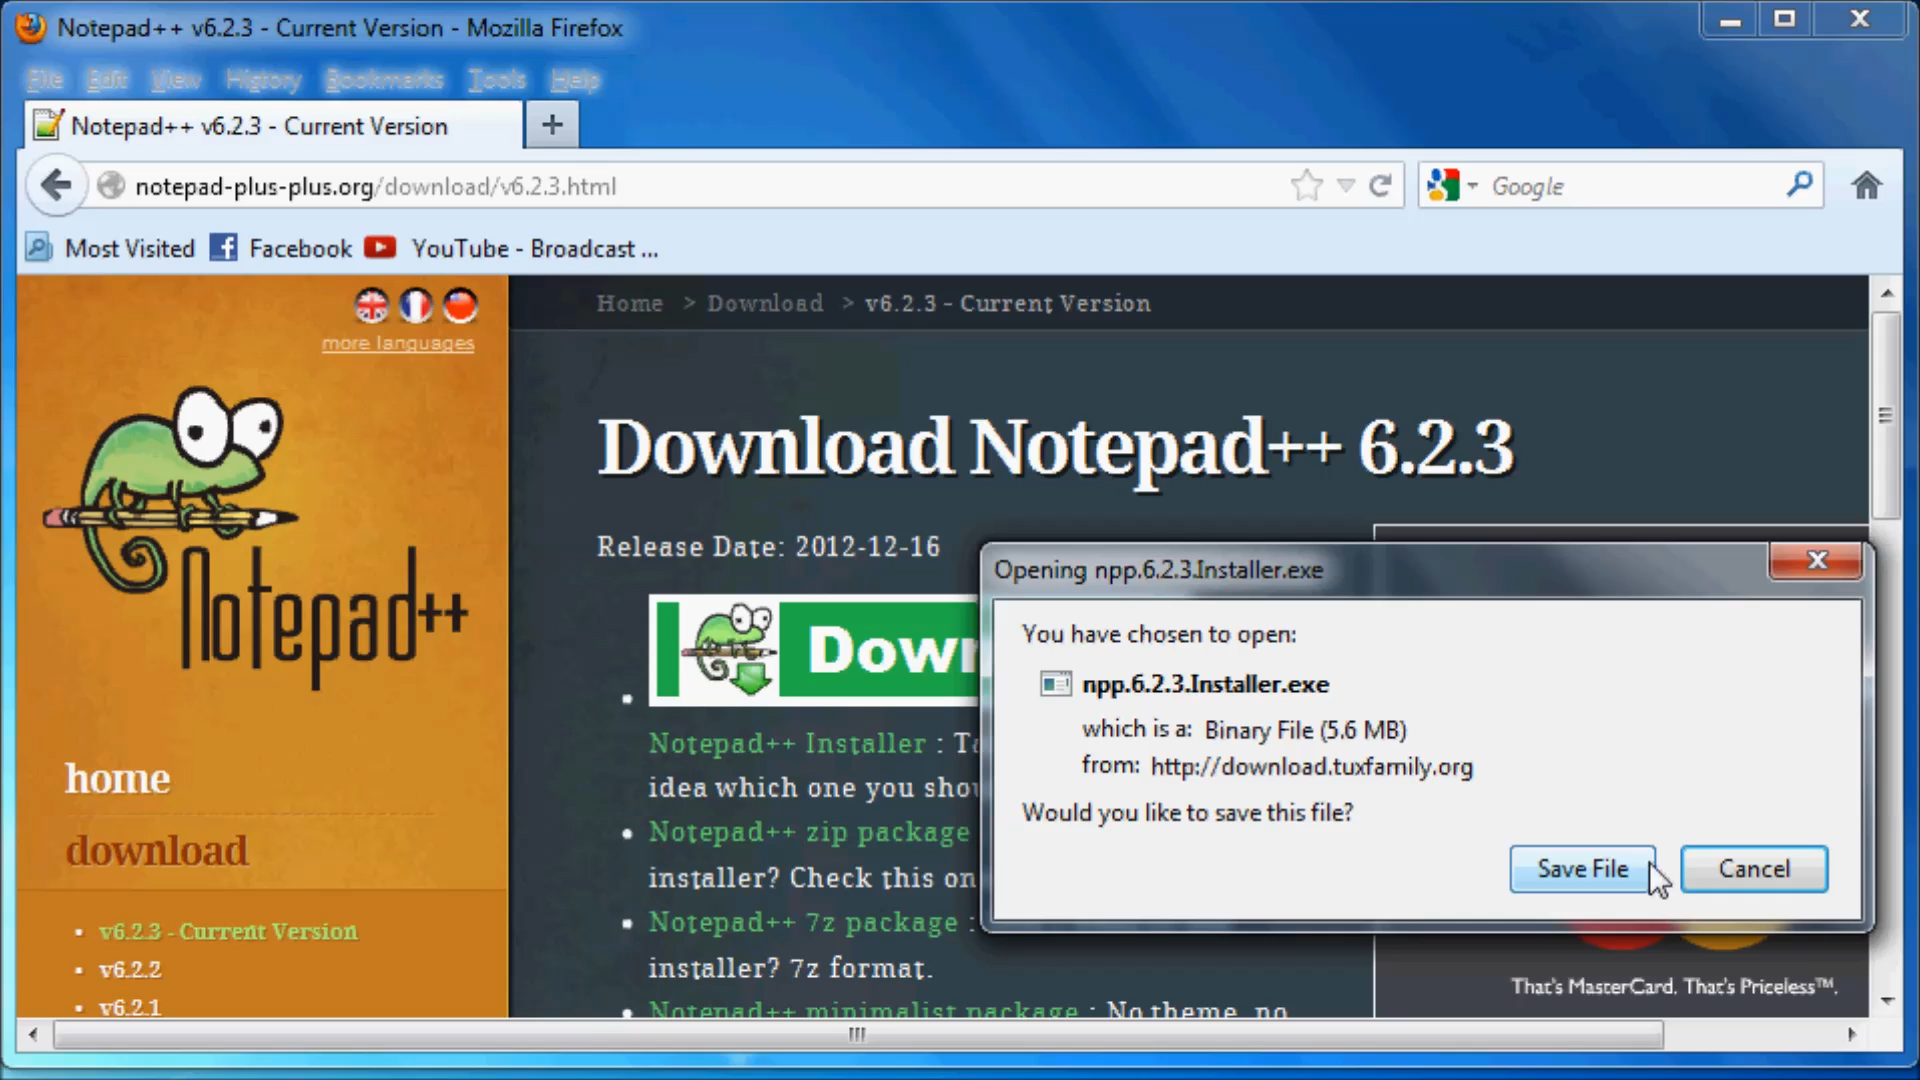 Notepad++ v6.2.3 - Current Version - Mozilla Firefox
File Edit View History Bookmarks Tools Help
Notepad++ v6.2.3 - Current Version
notepad-plus-plus.org/download/v6.2.3.html
Google
Most Visited Facebook YouTube - Broadcast ...
more languages
Home > Download > v6.2.3 - Current Version
Notepad++
Download Notepad++ 6.2.3
Release Date: 2012-12-16
Down
Notepad++ Installer :
idea which one you shou
Notepad++ zip package
installer? Check this on
Notepad++ 7z package :
installer? 7z format.
Notepad++ minimalist package : No theme, no
home
download
v6.2.3 - Current Version
v6.2.2
v6.2.1
Opening npp.6.2.3.Installer.exe
You have chosen to open:
npp.6.2.3.Installer.exe
which is a: Binary File (5.6 MB)
from: http://download.tuxfamily.org
Would you like to save this file?
Save File Cancel
That's MasterCard. That's Priceless™.